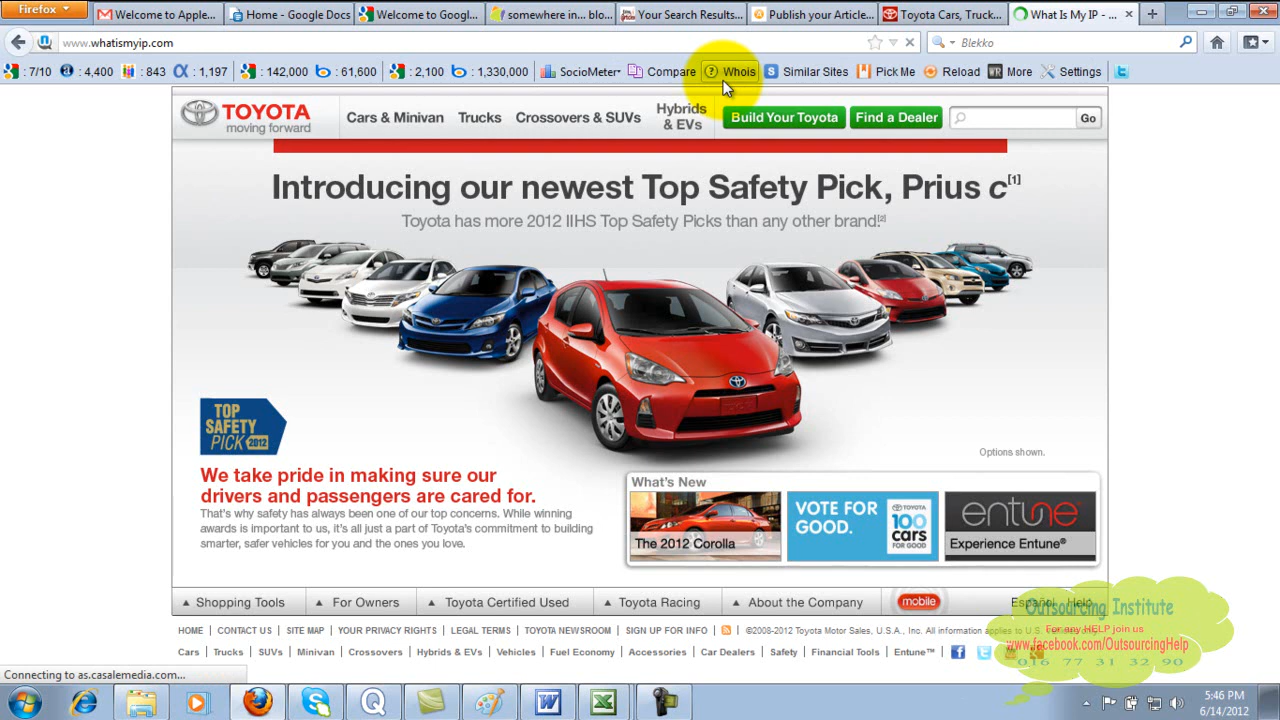 Firefox
Welcome to Apple...
Home - Google Docs
Welcome to Googl...
somewhere in... blo...
Your Search Results...
Publish your Article...
Toyota Cars, Truck...
What Is My IP - ...
www.whatismyip.com
Blekko
: 7/10
: 4,400
: 843
: 1,197
: 142,000
: 61,600
: 2,100
: 1,330,000
SocioMeter
Compare
Whois
Similar Sites
Pick Me
Reload
More
Settings
TOYOTA
moving forward
Cars & Minivan
Trucks
Crossovers & SUVs
Hybrids
& EVs
Build Your Toyota
Find a Dealer
Go
Introducing our newest Top Safety Pick, Prius c[1]
Toyota has more 2012 IIHS Top Safety Picks than any other brand.[2]
TOP
SAFETY
PICK 2012
Options shown.
We take pride in making sure our
drivers and passengers are cared for.
That's why safety has always been one of our top concerns. While winning
awards is important to us, it's all just a part of Toyota's commitment to building
smarter, safer vehicles for you and the ones you love.
What's New
The 2012 Corolla
VOTE FOR
GOOD.
TOYOTA
100
cars
FOR GOOD
entune
Experience Entune®
Shopping Tools
For Owners
Toyota Certified Used
Toyota Racing
About the Company
mobile
Español
Help
HOME
CONTACT US
SITE MAP
YOUR PRIVACY RIGHTS
LEGAL TERMS
TOYOTA NEWSROOM
SIGN UP FOR INFO
©2008-2012 Toyota Motor Sales, U.S.A., Inc. All information applies to U.S.
Cars
Trucks
SUVs
Minivan
Crossovers
Hybrids & EVs
Vehicles
Fuel Economy
Accessories
Car Dealers
Safety
Financial Tools
Entune™
Outsourcing Institute
For any HELP join us
www.facebook.com/OutsourcingHelp
016 77 31 32 90
Connecting to as.casalemedia.com...
5:46 PM
6/14/2012